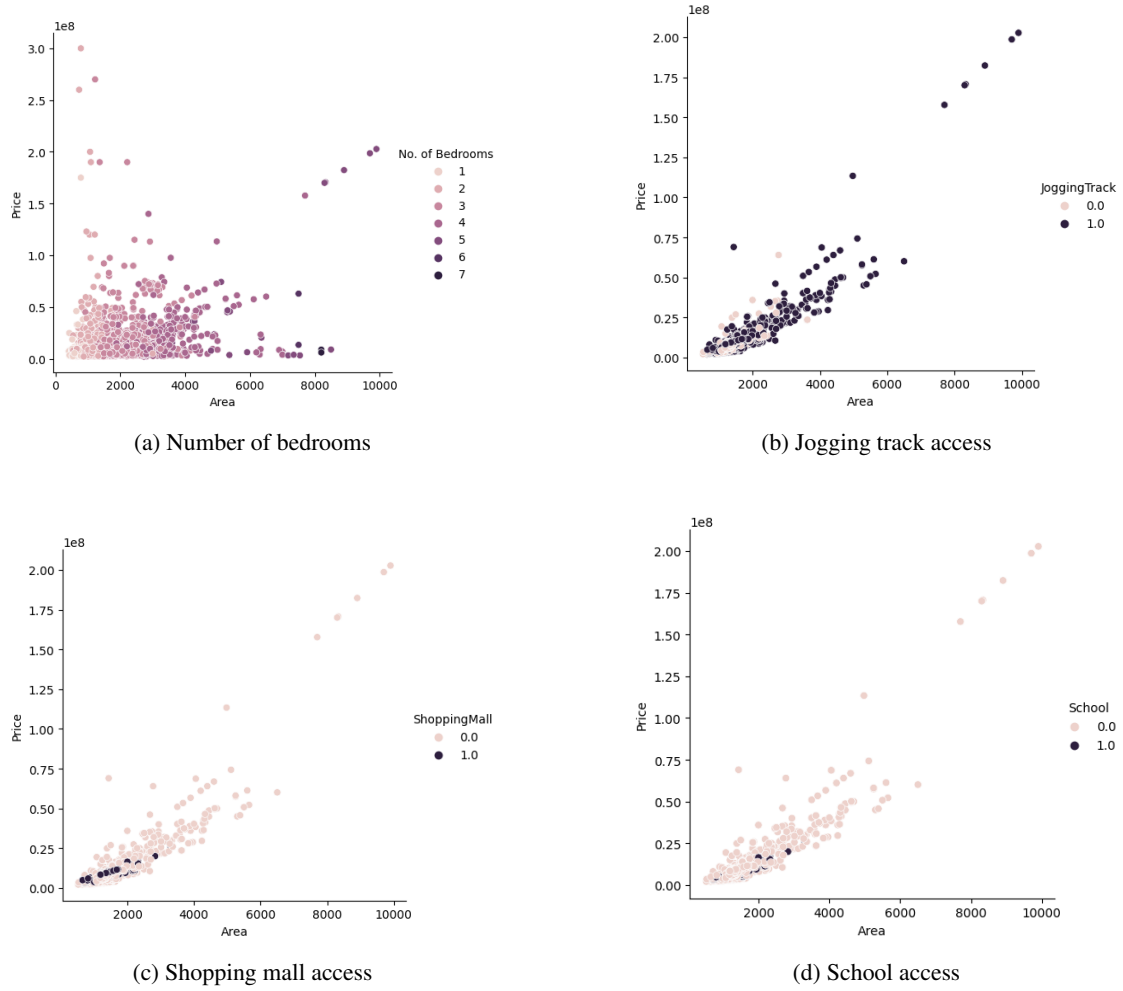 1e8
3.0
2.5
2.0
1.5
1.0
0.5
0.0
Price
0 2000 4000 6000 8000 10000
Area
No. of Bedrooms
1
2
3
4
5
6
7
(a) Number of bedrooms
1e8
2.00
1.75
1.50
1.25
1.00
0.75
0.50
0.25
0.00
Price
2000 4000 6000 8000 10000
Area
JoggingTrack
0.0
1.0
(b) Jogging track access
1e8
2.00
1.75
1.50
1.25
1.00
0.75
0.50
0.25
0.00
Price
2000 4000 6000 8000 10000
Area
ShoppingMall
0.0
1.0
(c) Shopping mall access
1e8
2.00
1.75
1.50
1.25
1.00
0.75
0.50
0.25
0.00
Price
2000 4000 6000 8000 10000
Area
School
0.0
1.0
(d) School access